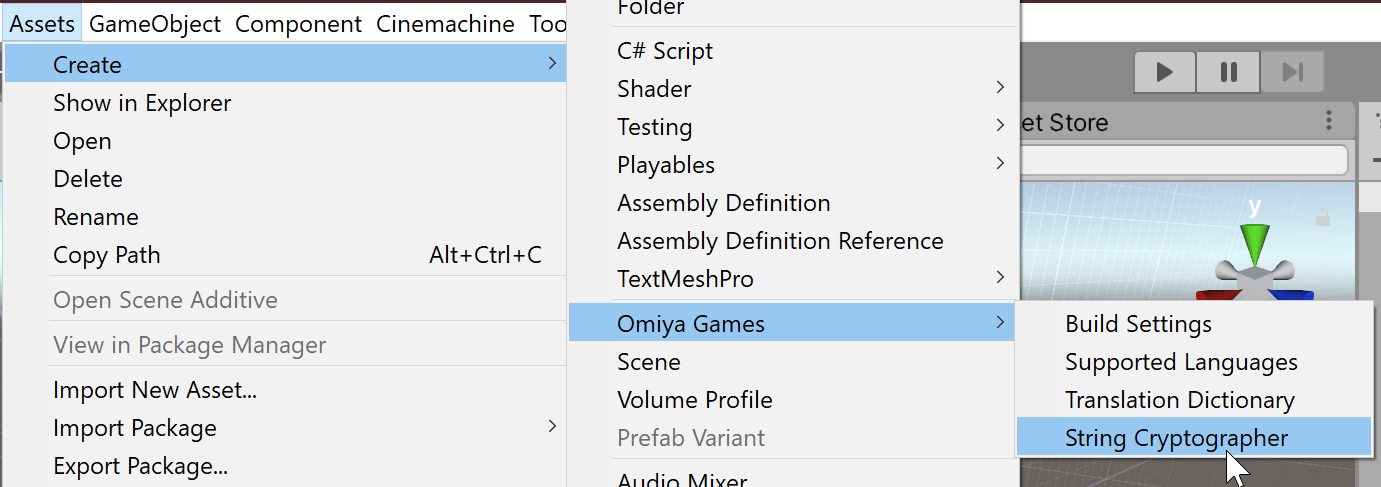 Assets GameObject Component Cinemachine Too
Create
Show in Explorer
Open
Delete
Rename
Copy Path Alt+Ctrl+C
Open Scene Additive
View in Package Manager
Import New Asset...
Import Package
Export Package...
Folder
C# Script
Shader
Testing
Playables
Assembly Definition
Assembly Definition Reference
TextMeshPro
Omiya Games
Scene
Volume Profile
Prefab Variant
Audio Mixer
Build Settings
Supported Languages
Translation Dictionary
String Cryptographer
et Store
y